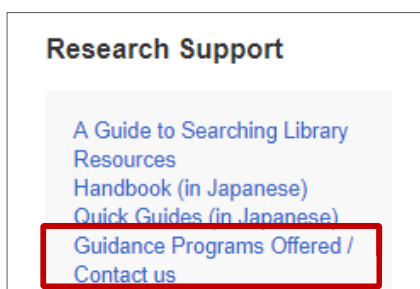 Research Support
A Guide to Searching Library
Resources
Handbook (in Japanese)
Quick Guides (in Japanese)
Guidance Programs Offered /
Contact us